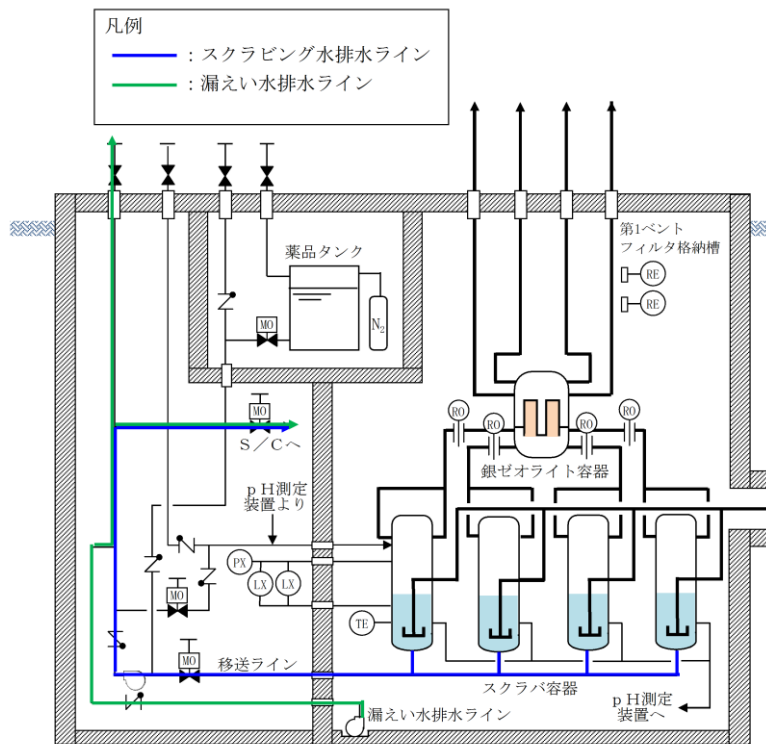 凡例
：スクラビング水排水ライン
：漏えい水排水ライン
第1ベント
フィルタ格納槽
薬品タンク
RE
RE
N₂
MO
MO
S／Cへ
RO
RO
RO
RO
銀ゼオライト容器
pH測定
装置より
PX
LX
LX
MO
TE
MO
移送ライン
スクラバ容器
漏えい水排水ライン
pH測定
装置へ